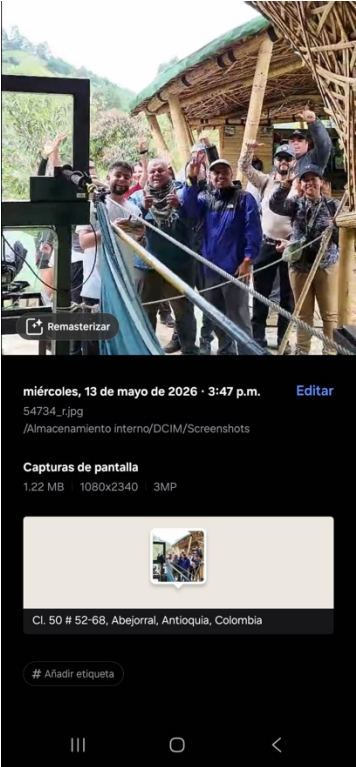 Remasterizar
miércoles, 13 de mayo de 2026 · 3:47 p.m.
Editar
54734_r.jpg
/Almacenamiento interno/DCIM/Screenshots
Capturas de pantalla
1.22 MB 1080x2340 3MP
Cl. 50 # 52-68, Abejorral, Antioquia, Colombia
# Añadir etiqueta